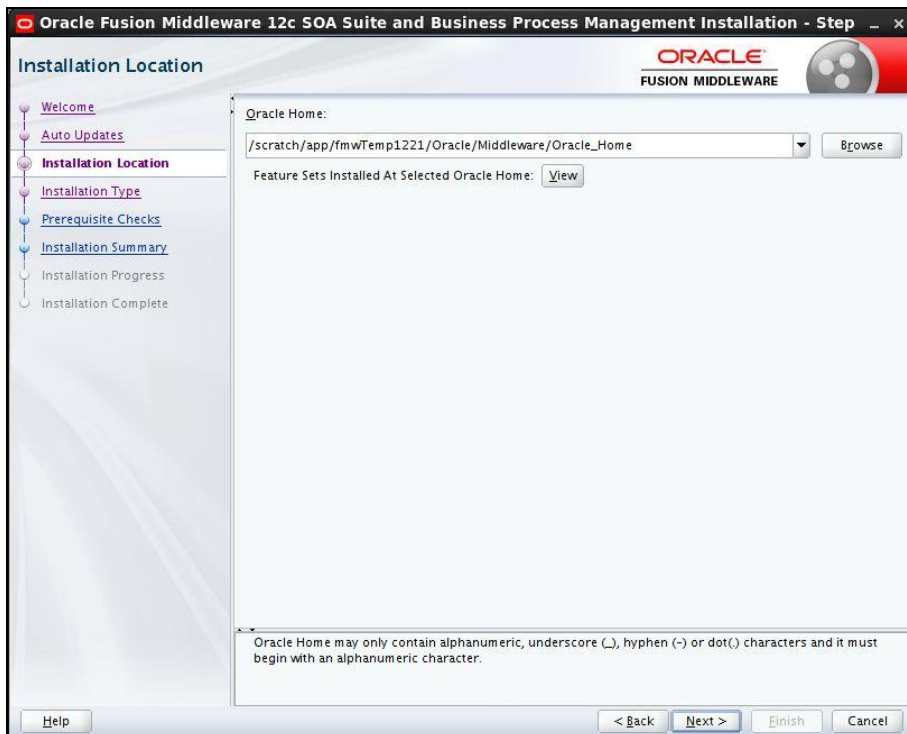 Oracle Fusion Middleware 12c SOA Suite and Business Process Management Installation - Step
Installation Location
ORACLE
FUSION MIDDLEWARE
Welcome
Auto Updates
Installation Location
Installation Type
Prerequisite Checks
Installation Summary
Installation Progress
Installation Complete
Oracle Home:
/scratch/app/fmwTemp1221/Oracle/Middleware/Oracle_Home
Browse
Feature Sets Installed At Selected Oracle Home: View
Oracle Home may only contain alphanumeric, underscore (_), hyphen (-) or dot(.) characters and it must
begin with an alphanumeric character.
Help
< Back
Next >
Finish
Cancel